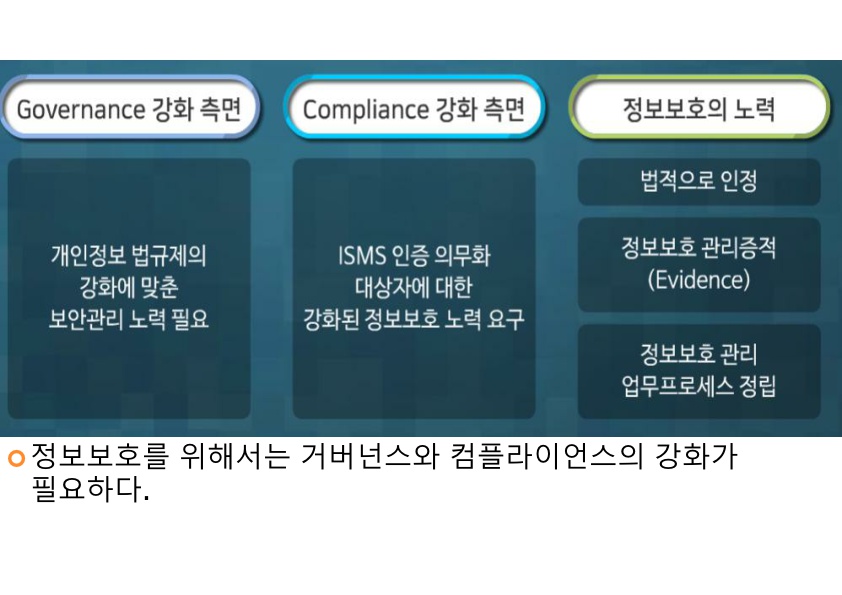 Governance 강화 측면
Compliance 강화 측면
정보보호의 노력
개인정보 법규제의
강화에 맞춘
보안관리 노력 필요
ISMS 인증 의무화
대상자에 대한
강화된 정보보호 노력 요구
법적으로 인정
정보보호 관리증적
(Evidence)
정보보호 관리
업무프로세스 정립
정보보호를 위해서는 거버넌스와 컴플라이언스의 강화가
필요하다.